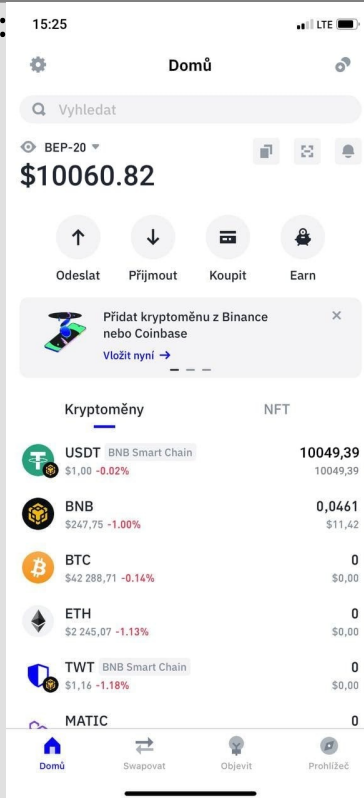 15:25
LTE
Domů
Vyhledat
BEP-20
$10060.82
Odeslat Přijmout Koupit Earn
Přidat kryptoměnu z Binance
nebo Coinbase
Vložit nyní →
Kryptoměny NFT
USDT BNB Smart Chain 10049,39
$1,00 -0.02% 10049,39
BNB 0,0461
$247,75 -1.00% $11,42
BTC 0
$42 288,71 -0.14% $0,00
ETH 0
$2 245,07 -1.13% $0,00
TWT BNB Smart Chain 0
$1,16 -1.18% $0,00
MATIC 0
Domů Swapovat Objevit Prohlížeč